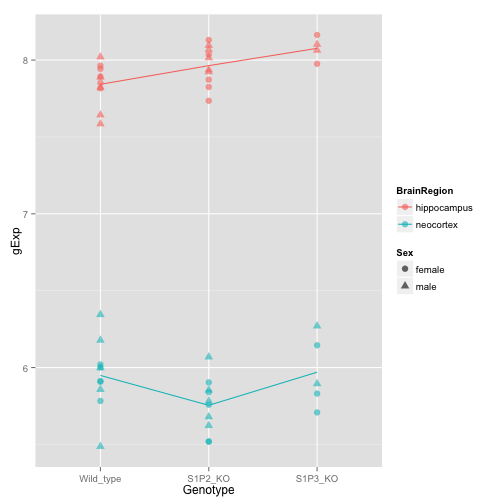 gExp
8
7
6
Wild_type S1P2_KO S1P3_KO
Genotype
BrainRegion
hippocampus
neocortex
Sex
female
male